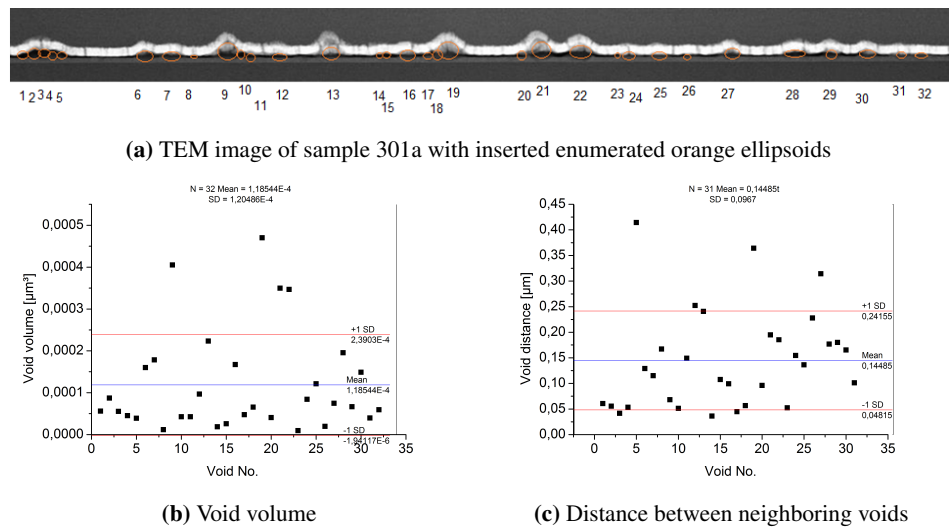 1 2 3 4 5 6 7 8 9 10 11 12 13 14 15 16 17 18 19 20 21 22 23 24 25 26 27 28 29 30 31 32
(a) TEM image of sample 301a with inserted enumerated orange ellipsoids
N = 32 Mean = 1,18544E-4
SD = 1,20486E-4
0,0005
0,0004
0,0003
0,0002
0,0001
0,0000
Void volume [µm³]
+1 SD
2,3903E-4
Mean
1,18544E-4
-1 SD
-1,94117E-6
0 5 10 15 20 25 30 35
Void No.
(b) Void volume
N = 31 Mean = 0,14485t
SD = 0,0967
0,45
0,40
0,35
0,30
0,25
0,20
0,15
0,10
0,05
0,00
Void distance [µm]
+1 SD
0,24155
Mean
0,14485
-1 SD
0,04815
0 5 10 15 20 25 30 35
Void No.
(c) Distance between neighboring voids